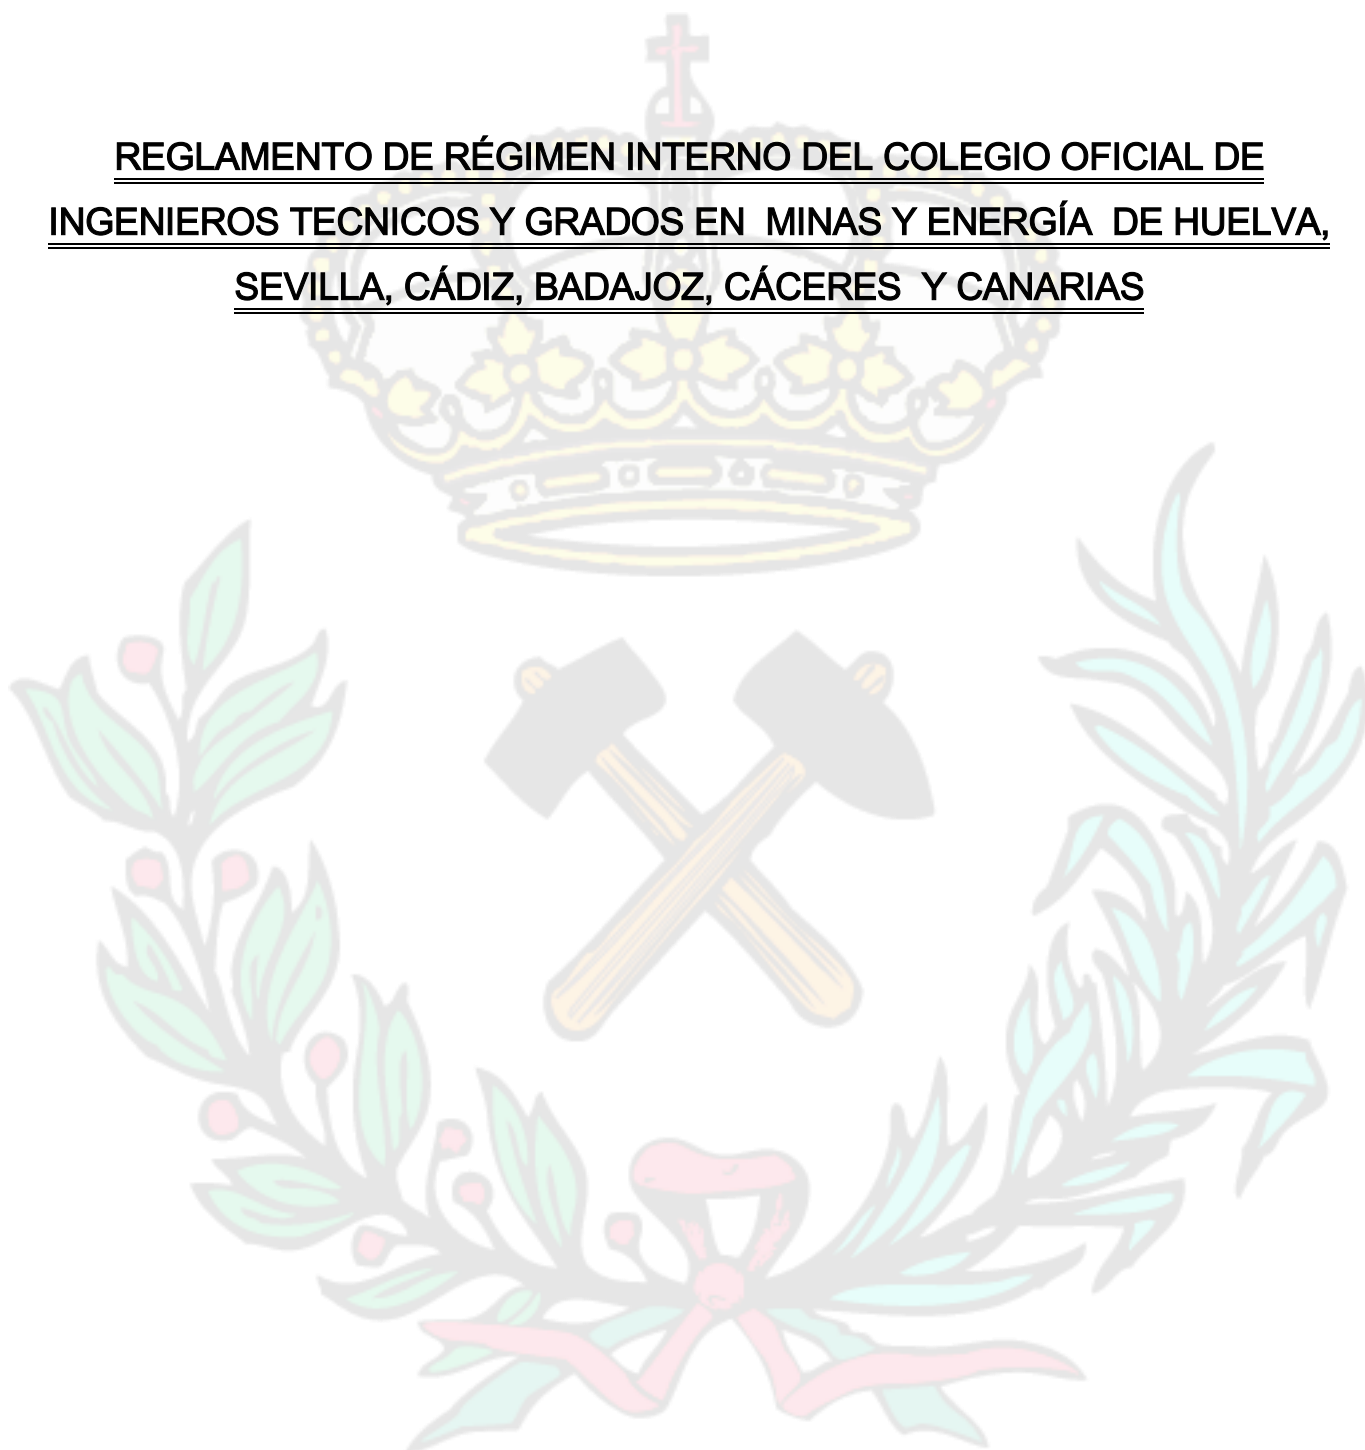 REGLAMENTO DE RÉGIMEN INTERNO DEL COLEGIO OFICIAL DE
INGENIEROS TECNICOS Y GRADOS EN MINAS Y ENERGÍA DE HUELVA,
SEVILLA, CÁDIZ, BADAJOZ, CÁCERES Y CANARIAS